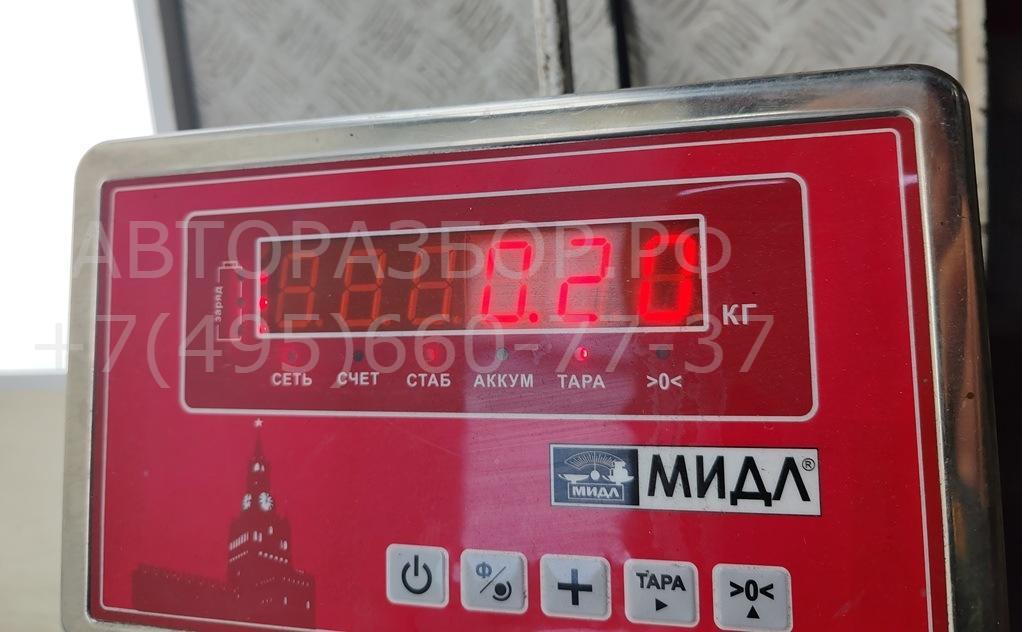 АВТОРАЗБОР.РФ
заряд
0.20
КГ
+7(495)660-77-37
СЕТЬ СЧЕТ СТАБ АККУМ ТАРА >0<
МИДЛ МИДЛ®
Ф
ТАРА >0<